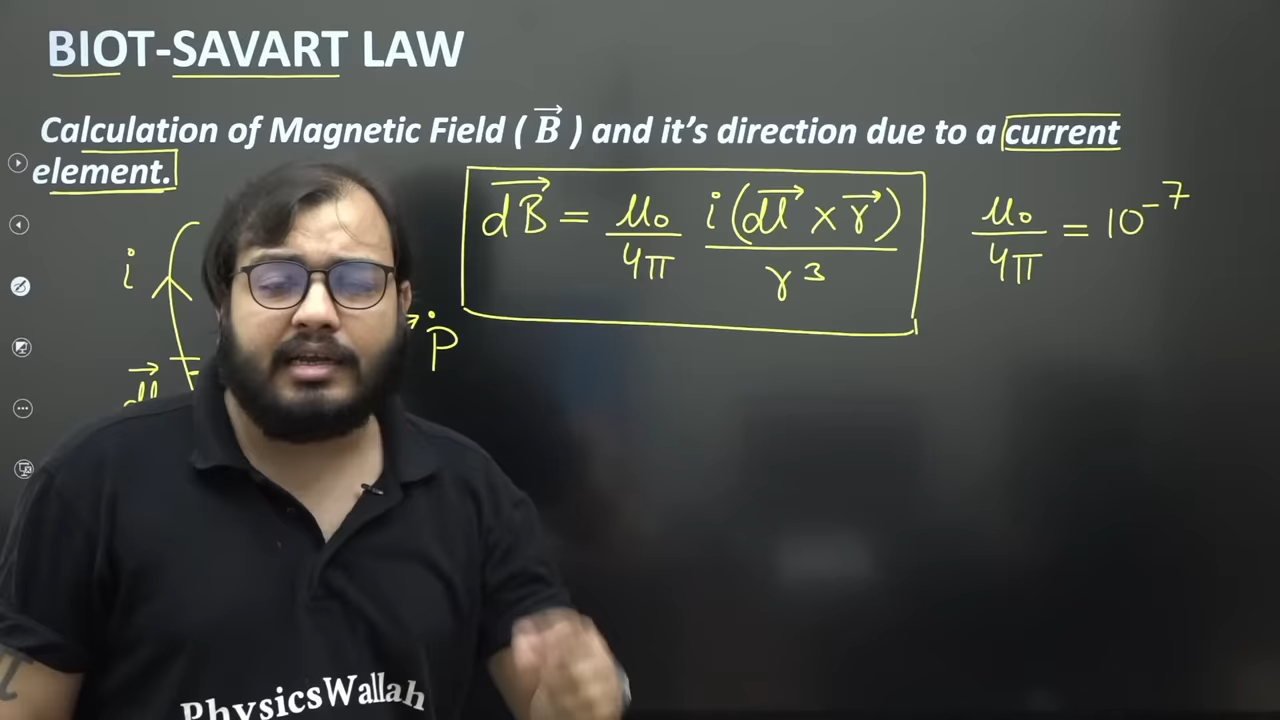 BIOT-SAVART LAW
Calculation of Magnetic Field ( B⃗ ) and it's direction due to a current
element.
i
dB⃗ = μ₀/4π i(dl⃗ × r⃗)/r³
μ₀/4π = 10⁻⁷
P
dl⃗
PhysicsWallah